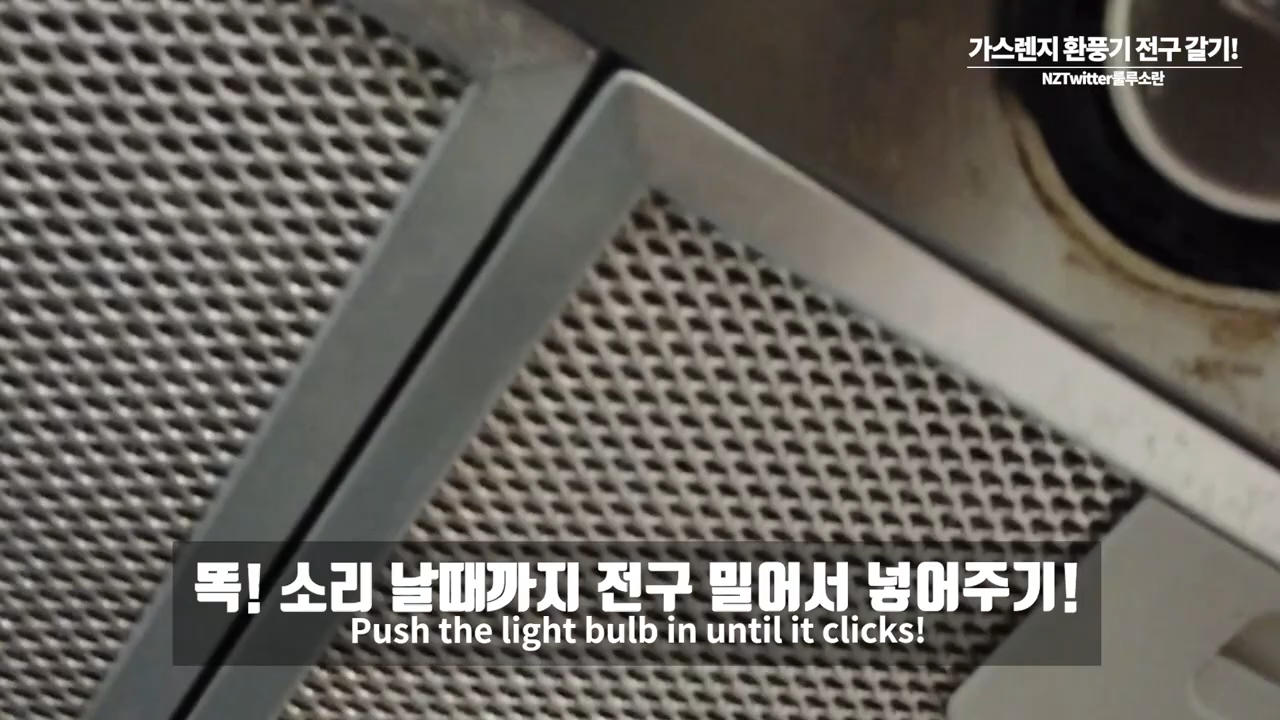 가스렌지 환풍기 전구 갈기!
NZTwitter룰루소란
똑! 소리 날때까지 전구 밀어서 넣어주기!
Push the light bulb in until it clicks!